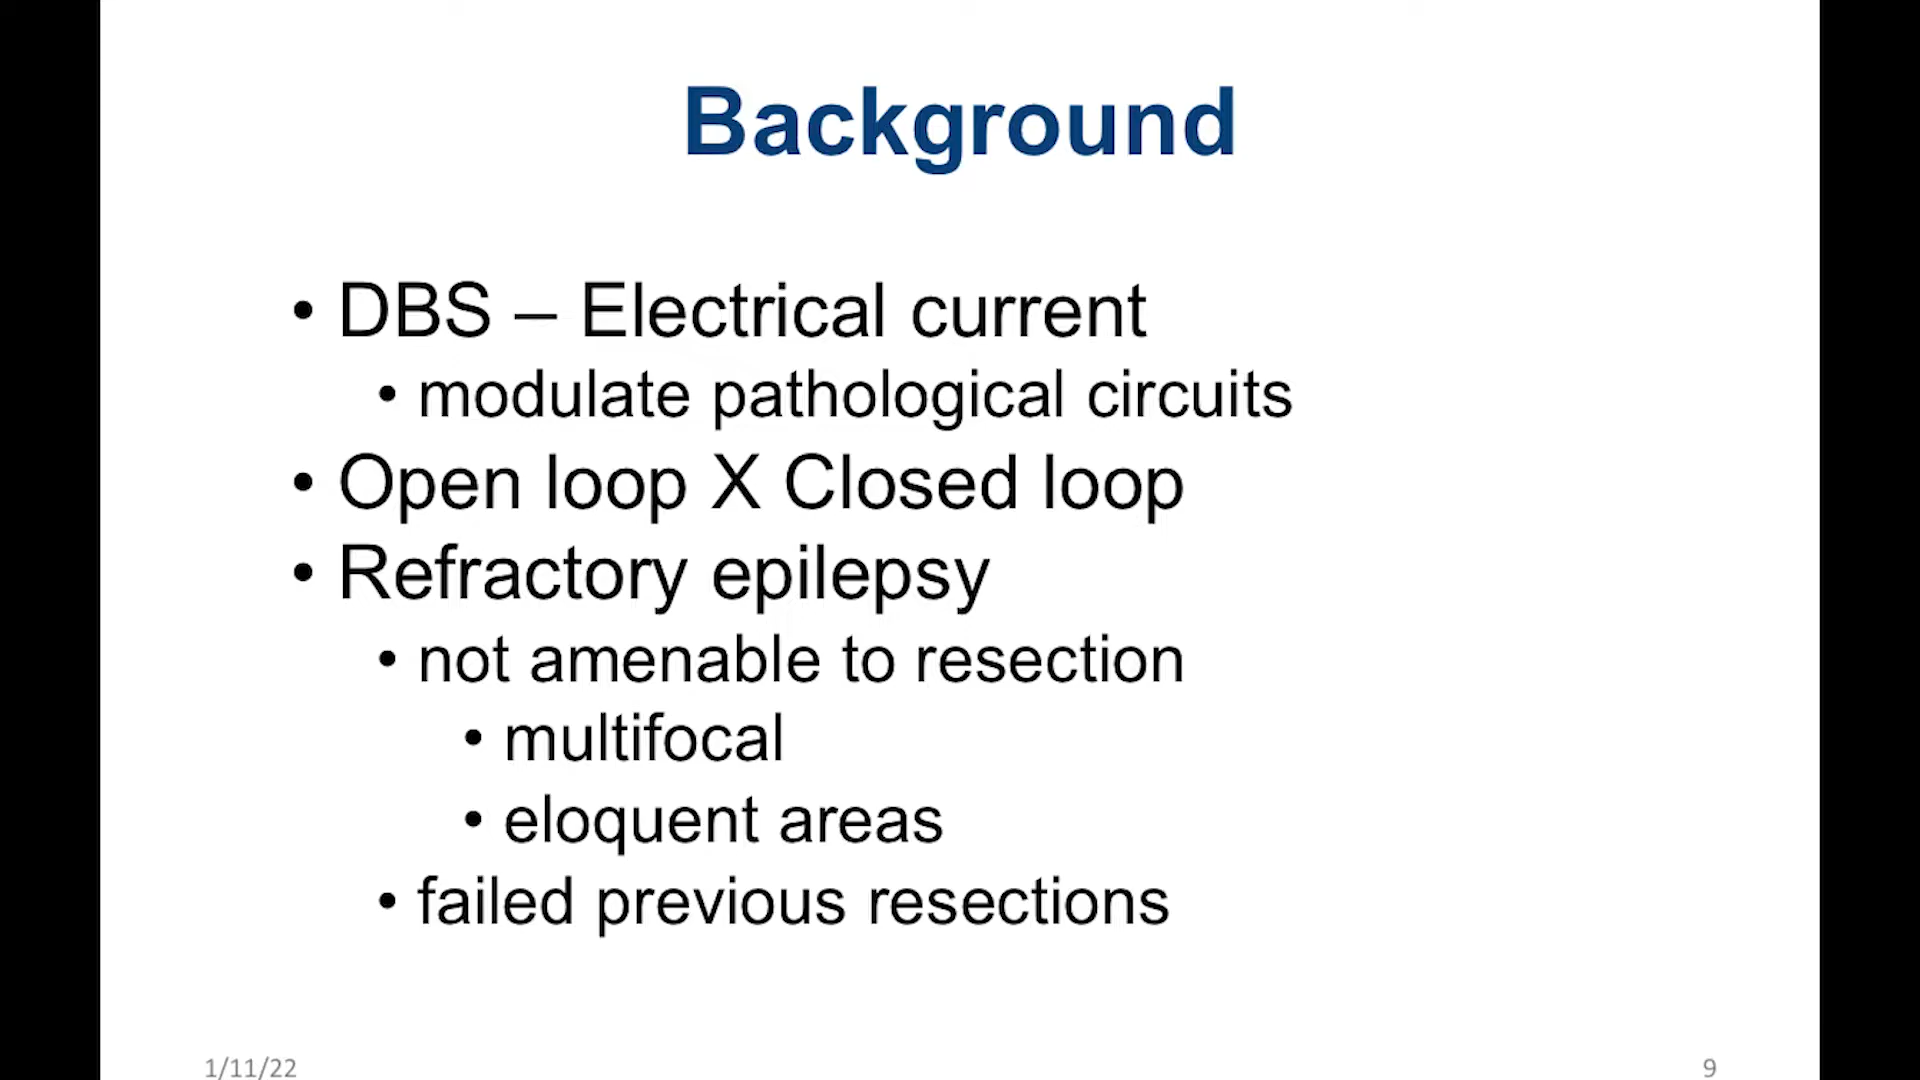 Background
• DBS – Electrical current
• modulate pathological circuits
• Open loop X Closed loop
• Refractory epilepsy
• not amenable to resection
• multifocal
• eloquent areas
• failed previous resections
1/11/22
9